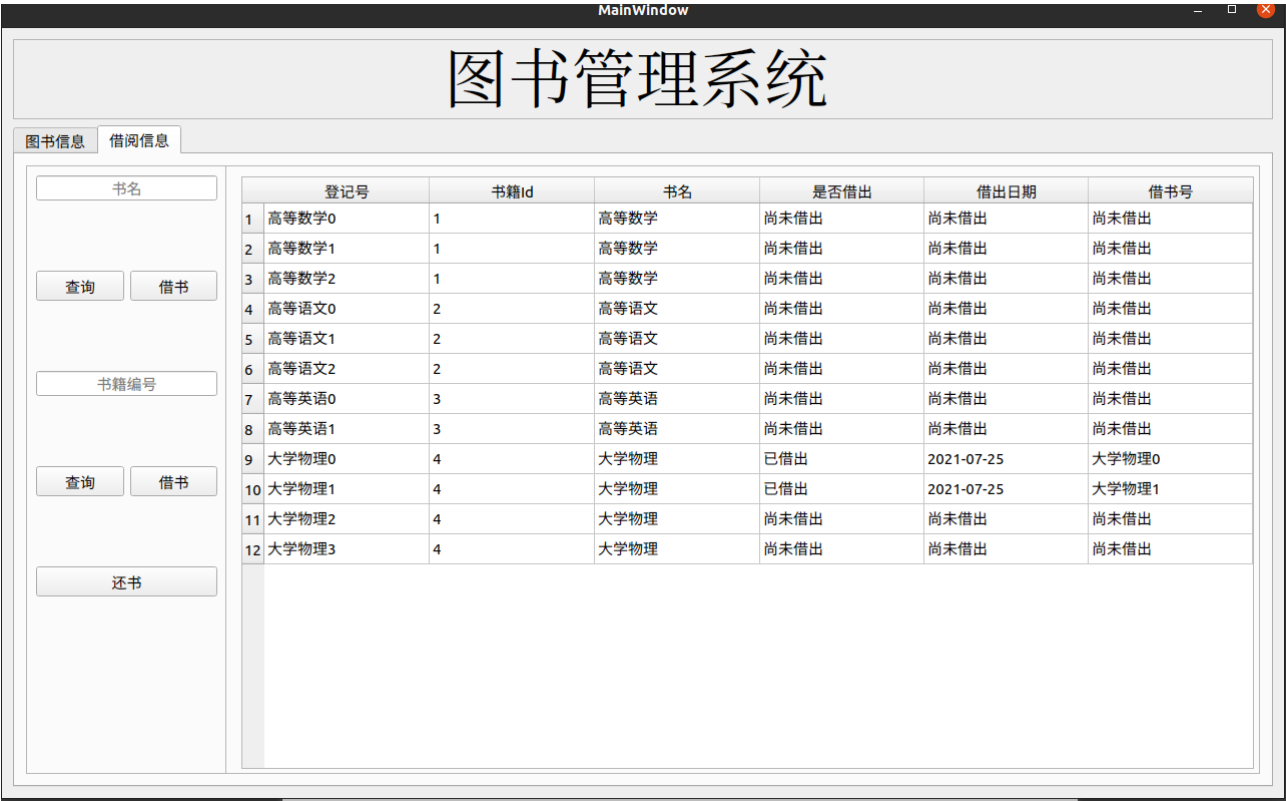 MainWindow
图书管理系统
图书信息 借阅信息
书名
查询 借书
书籍编号
查询 借书
还书
登记号 书籍Id 书名 是否借出 借出日期 借书号
1 高等数学0 1 高等数学 尚未借出 尚未借出 尚未借出
2 高等数学1 1 高等数学 尚未借出 尚未借出 尚未借出
3 高等数学2 1 高等数学 尚未借出 尚未借出 尚未借出
4 高等语文0 2 高等语文 尚未借出 尚未借出 尚未借出
5 高等语文1 2 高等语文 尚未借出 尚未借出 尚未借出
6 高等语文2 2 高等语文 尚未借出 尚未借出 尚未借出
7 高等英语0 3 高等英语 尚未借出 尚未借出 尚未借出
8 高等英语1 3 高等英语 尚未借出 尚未借出 尚未借出
9 大学物理0 4 大学物理 已借出 2021-07-25 大学物理0
10 大学物理1 4 大学物理 已借出 2021-07-25 大学物理1
11 大学物理2 4 大学物理 尚未借出 尚未借出 尚未借出
12 大学物理3 4 大学物理 尚未借出 尚未借出 尚未借出